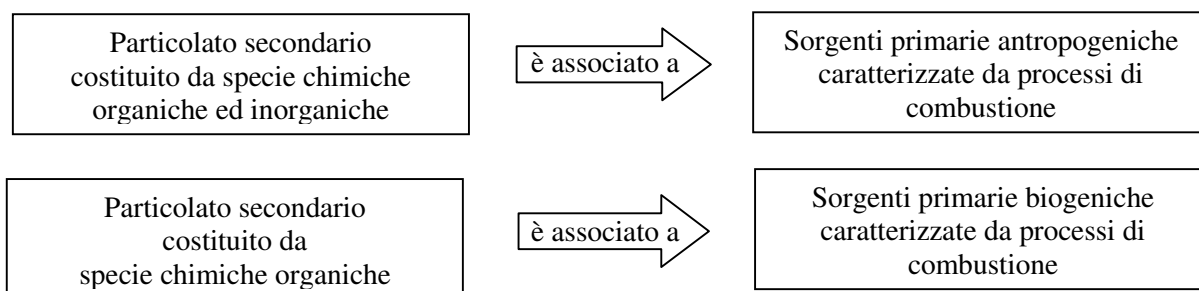 Particolato secondario
costituito da specie chimiche
organiche ed inorganiche
è associato a
Sorgenti primarie antropogeniche
caratterizzate da processi di
combustione
Particolato secondario
costituito da
specie chimiche organiche
è associato a
Sorgenti primarie biogeniche
caratterizzate da processi di
combustione